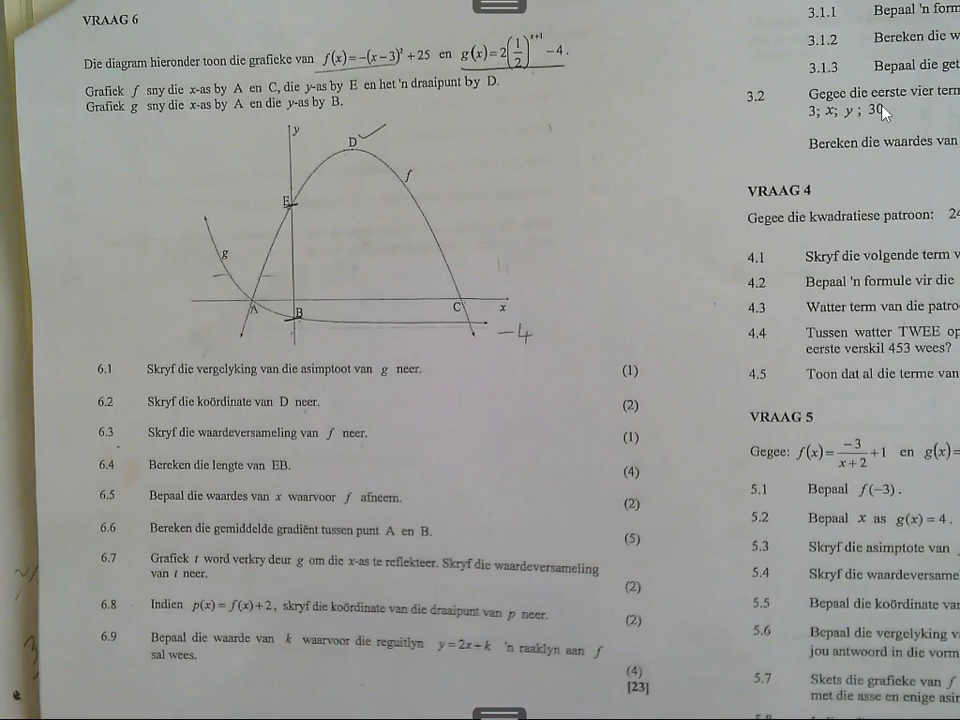 VRAAG 6
Die diagram hieronder toon die grafieke van f(x)=-(x-3)²+25 en g(x)=2(1/2)^(x+1) -4.
Grafiek f sny die x-as by A en C, die y-as by E en het 'n draaipunt by D.
Grafiek g sny die x-as by A en die y-as by B.
y
D
f
E
g
A
B
C
x
-4
6.1 Skryf die vergelyking van die asimptoot van g neer. (1)
6.2 Skryf die koördinate van D neer. (2)
6.3 Skryf die waardeversameling van f neer. (1)
6.4 Bereken die lengte van EB. (4)
6.5 Bepaal die waardes van x waarvoor f afneem. (2)
6.6 Bereken die gemiddelde gradiënt tussen punt A en B. (5)
6.7 Grafiek t word verkry deur g om die x-as te reflekteer. Skryf die waardeversameling
van t neer. (2)
6.8 Indien p(x)=f(x)+2, skryf die koördinate van die draaipunt van p neer. (2)
6.9 Bepaal die waarde van k waarvoor die reguitlyn y=2x+k 'n raaklyn aan f
sal wees.
(4)
[23]
3.1.1 Bepaal 'n form
3.1.2 Bereken die w
3.1.3 Bepaal die get
3.2 Gegee die eerste vier term
3; x; y; 30
Bereken die waardes van
VRAAG 4
Gegee die kwadratiese patroon: 24
4.1 Skryf die volgende term v
4.2 Bepaal 'n formule vir die
4.3 Watter term van die patro
4.4 Tussen watter TWEE op
eerste verskil 453 wees?
4.5 Toon dat al die terme van
VRAAG 5
Gegee: f(x)=-3/(x+2)+1 en g(x)=
5.1 Bepaal f(-3).
5.2 Bepaal x as g(x)=4.
5.3 Skryf die asimptote van
5.4 Skryf die waardeversame
5.5 Bepaal die koördinate var
5.6 Bepaal die vergelyking v
jou antwoord in die vorm
5.7 Skets die grafieke van f
met die asse en enige asir